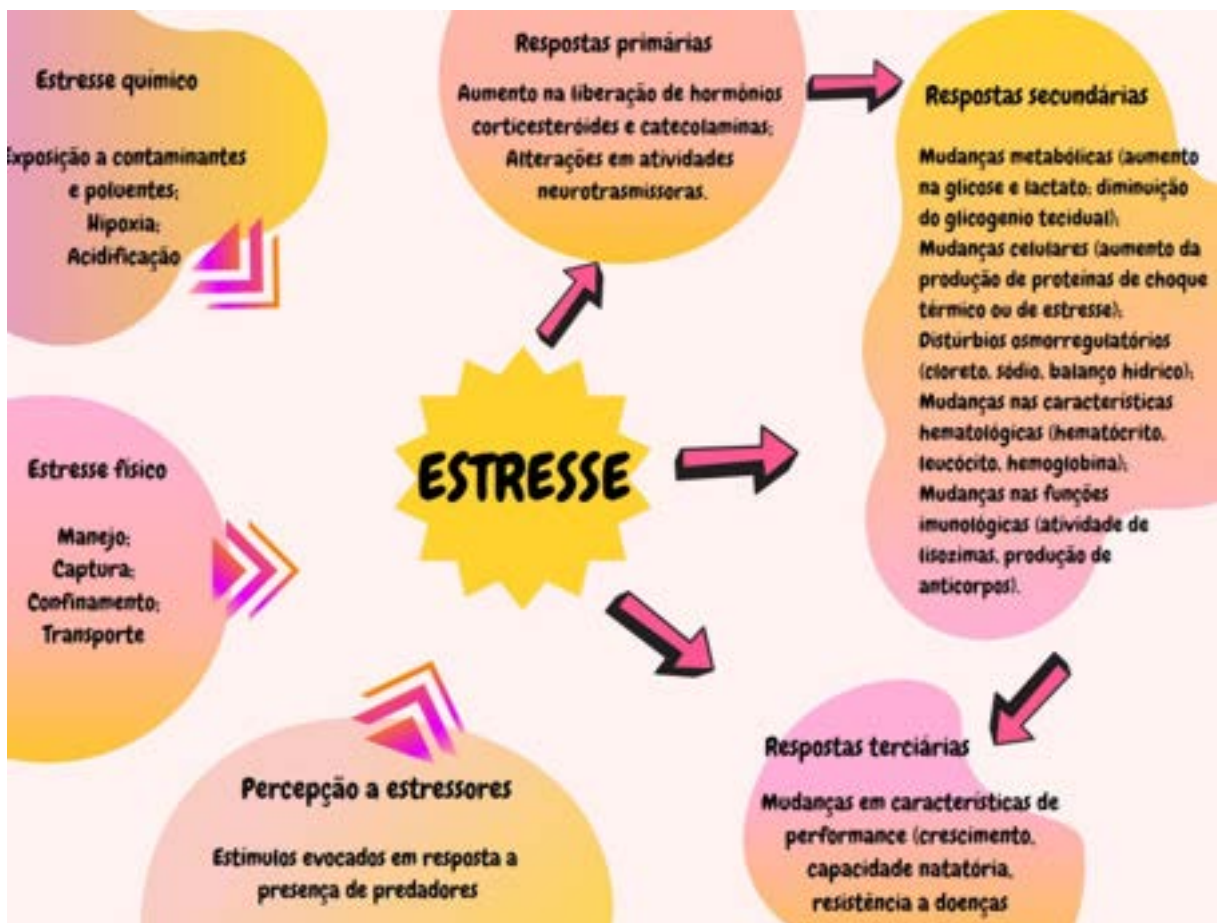 Estresse químico
Exposição a contaminantes
e poluentes;
Hipoxia;
Acidificação
Respostas primárias
Aumento na liberação de hormônios
corticesteróides e catecolaminas;
Alterações em atividades
neurotrasmissoras.
Respostas secundárias
Mudanças metabólicas (aumento
na glicose e lactato; diminuição
do glicogenio tecidual);
Mudanças celulares (aumento da
produção de proteínas de choque
térmico ou de estresse);
Distúrbios osmorregulatórios
(cloreto, sódio, balanço hídrico);
Mudanças nas características
hematológicas (hematócrito,
leucócito, hemoglobina);
Mudanças nas funções
imunológicas (atividade de
lisozimas, produção de
anticorpos).
ESTRESSE
Estresse físico
Manejo;
Captura;
Confinamento;
Transporte
Percepção a estressores
Estímulos evocados em resposta a
presença de predadores
Respostas terciárias
Mudanças em características de
performance (crescimento,
capacidade natatória,
resistência a doenças